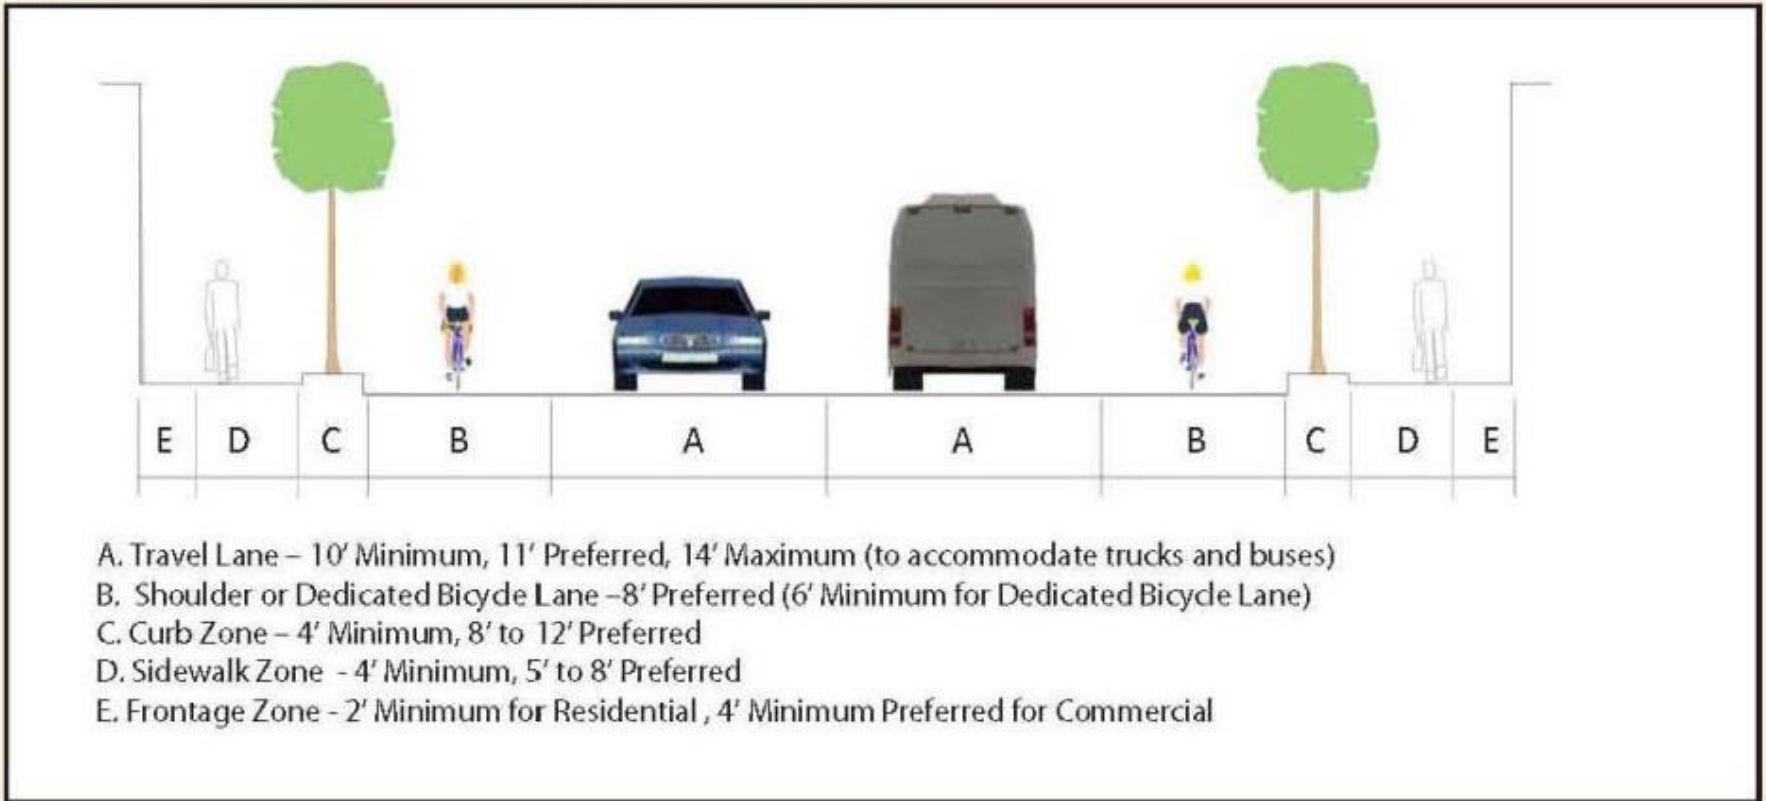 E D C B A A B C D E
A. Travel Lane – 10' Minimum, 11' Preferred, 14' Maximum (to accommodate trucks and buses)
B. Shoulder or Dedicated Bicycle Lane –8' Preferred (6' Minimum for Dedicated Bicycle Lane)
C. Curb Zone – 4' Minimum, 8' to 12' Preferred
D. Sidewalk Zone - 4' Minimum, 5' to 8' Preferred
E. Frontage Zone - 2' Minimum for Residential , 4' Minimum Preferred for Commercial